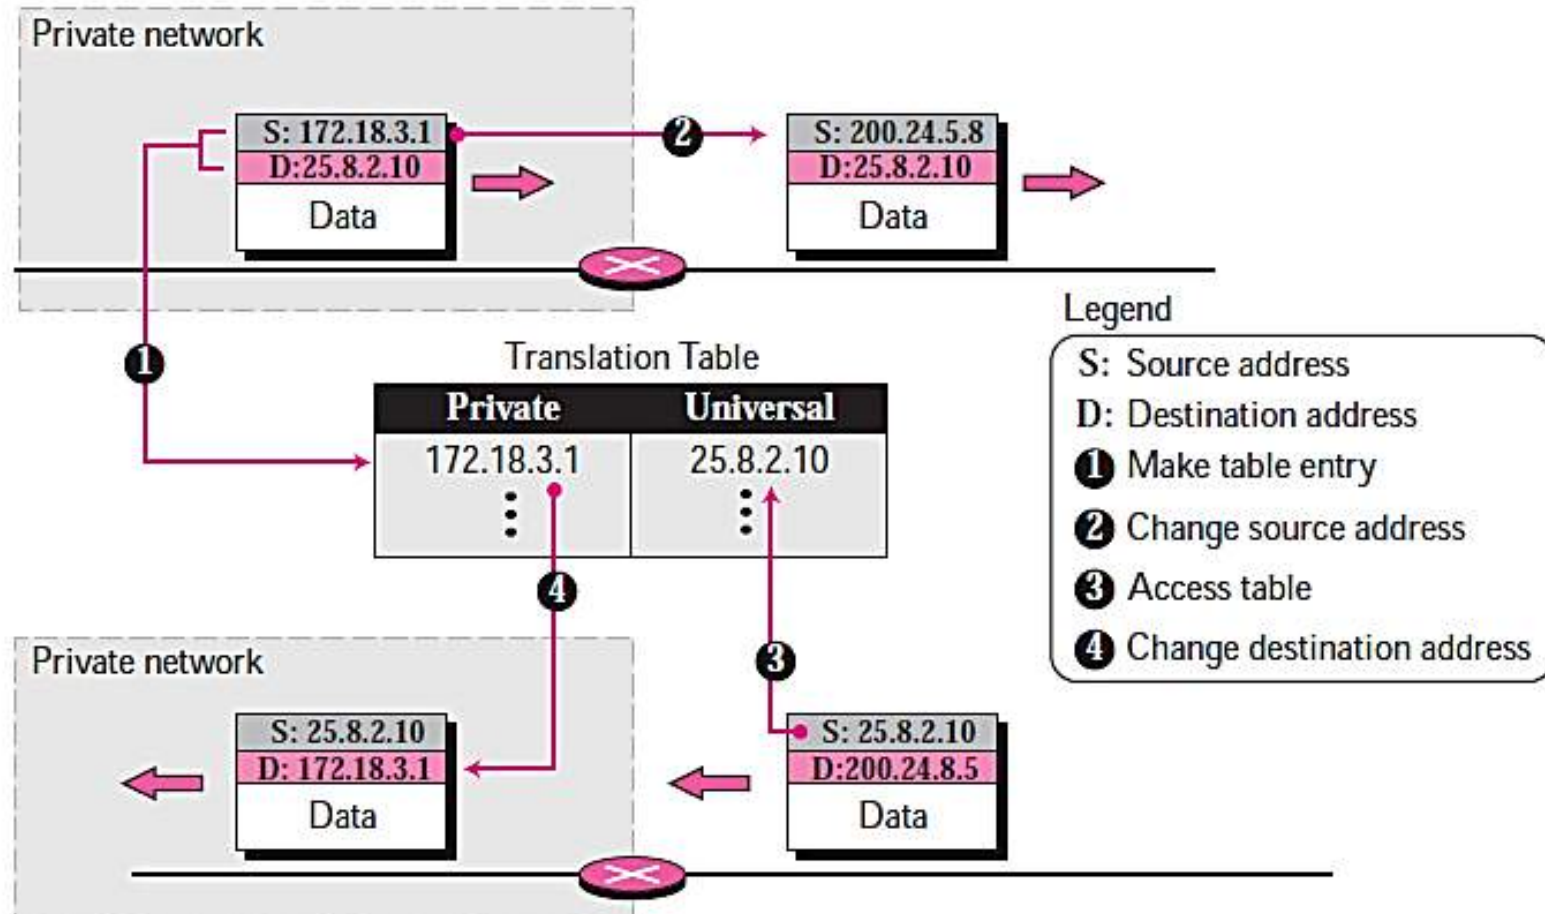 Private network
S: 172.18.3.1
D:25.8.2.10
Data
2
S: 200.24.5.8
D:25.8.2.10
Data
1
Translation Table
Private Universal
172.18.3.1 25.8.2.10
4
3
Legend
S: Source address
D: Destination address
1 Make table entry
2 Change source address
3 Access table
4 Change destination address
Private network
S: 25.8.2.10
D: 172.18.3.1
Data
S: 25.8.2.10
D:200.24.8.5
Data